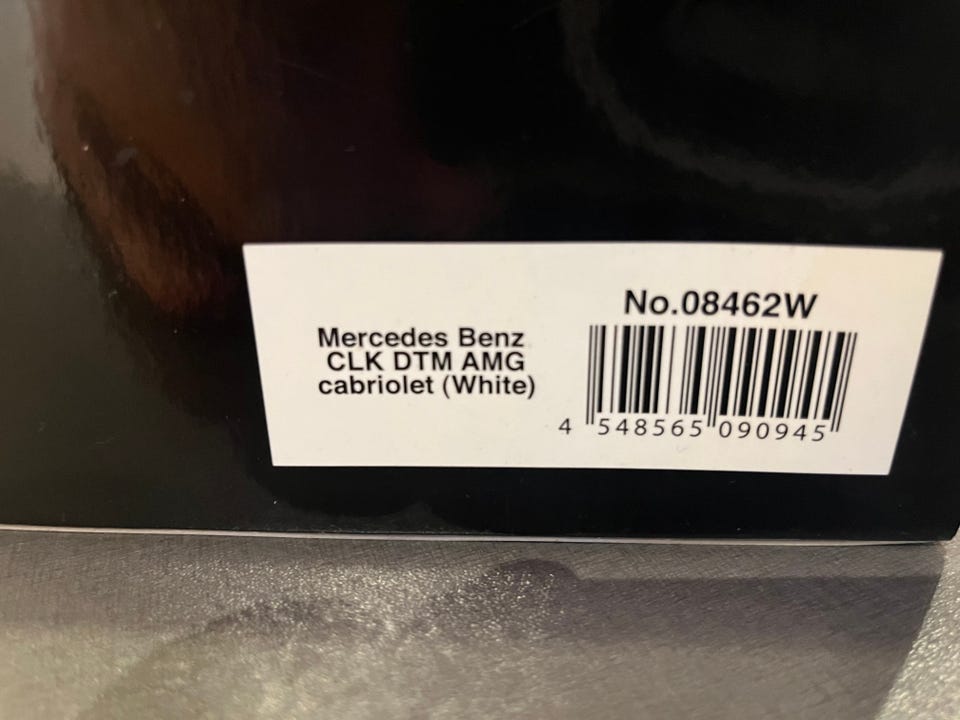 Mercedes Benz
CLK DTM AMG
cabriolet (White)
No.08462W
4 548565 090945